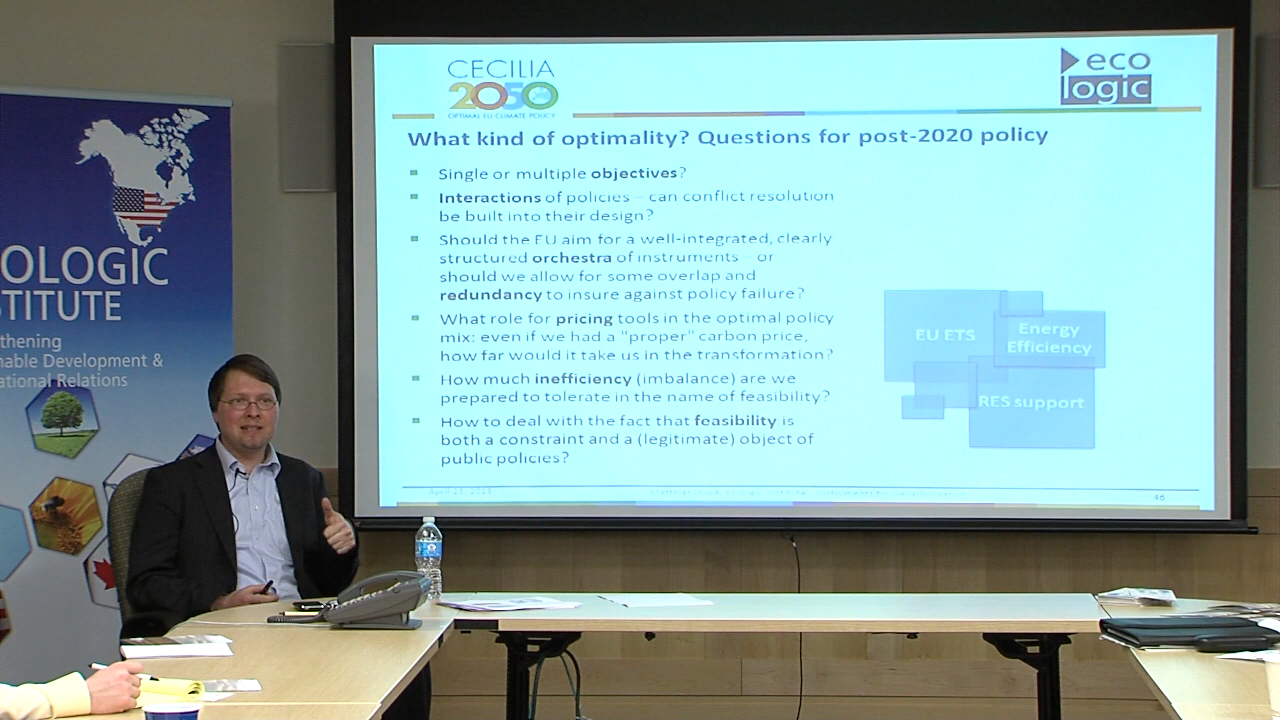 CECILIA
2050
OPTIMAL EU CLIMATE POLICY
eco
logic
What kind of optimality? Questions for post-2020 policy
Single or multiple objectives?
Interactions of policies – can conflict resolution
be built into their design?
Should the EU aim for a well-integrated, clearly
structured orchestra of instruments – or
should we allow for some overlap and
redundancy to insure against policy failure?
What role for pricing tools in the optimal policy
mix: even if we had a "proper" carbon price,
how far would it take us in the transformation?
How much inefficiency (imbalance) are we
prepared to tolerate in the name of feasibility?
How to deal with the fact that feasibility is
both a constraint and a (legitimate) object of
public policies?
EU ETS
Energy
Efficiency
RES support
46
OLOGIC
STITUTE
thening
nable Development &
ational Relations